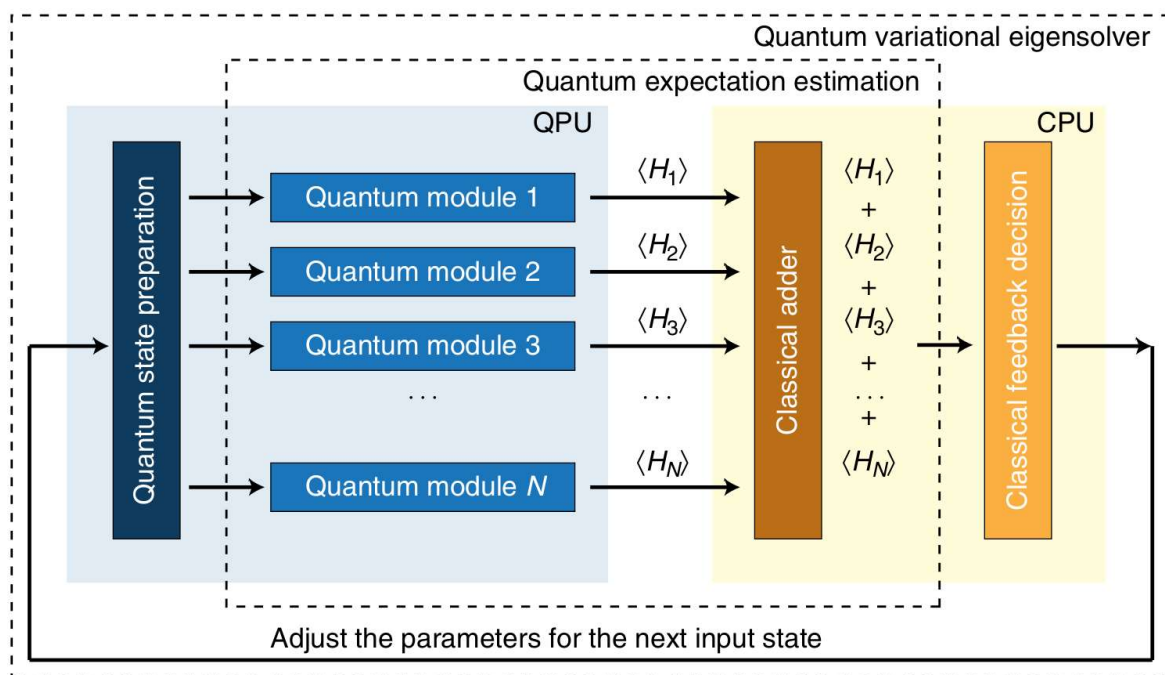 Quantum variational eigensolver
Quantum expectation estimation
QPU
CPU
Quantum state preparation
Quantum module 1
Quantum module 2
Quantum module 3
...
Quantum module N
⟨H₁⟩
⟨H₂⟩
⟨H₃⟩
...
⟨H_N⟩
Classical adder
⟨H₁⟩
+
⟨H₂⟩
+
⟨H₃⟩
+
...
+
⟨H_N⟩
Classical feedback decision
Adjust the parameters for the next input state